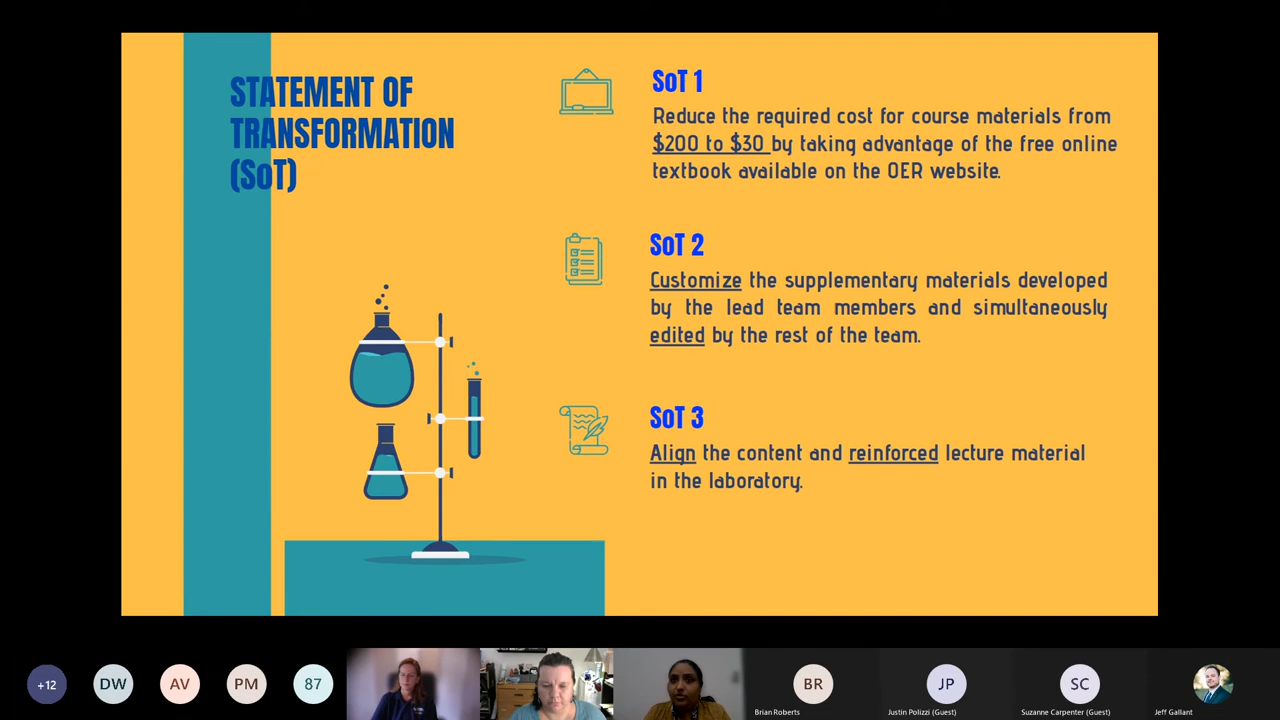 STATEMENT OF
TRANSFORMATION
(SoT)
SoT 1
Reduce the required cost for course materials from
$200 to $30 by taking advantage of the free online
textbook available on the OER website.
SoT 2
Customize the supplementary materials developed
by the lead team members and simultaneously
edited by the rest of the team.
SoT 3
Align the content and reinforced lecture material
in the laboratory.
+12
DW
AV
PM
87
BR
JP
SC
Brian Roberts
Justin Polizzi (Guest)
Suzanne Carpenter (Guest)
Jeff Gallant